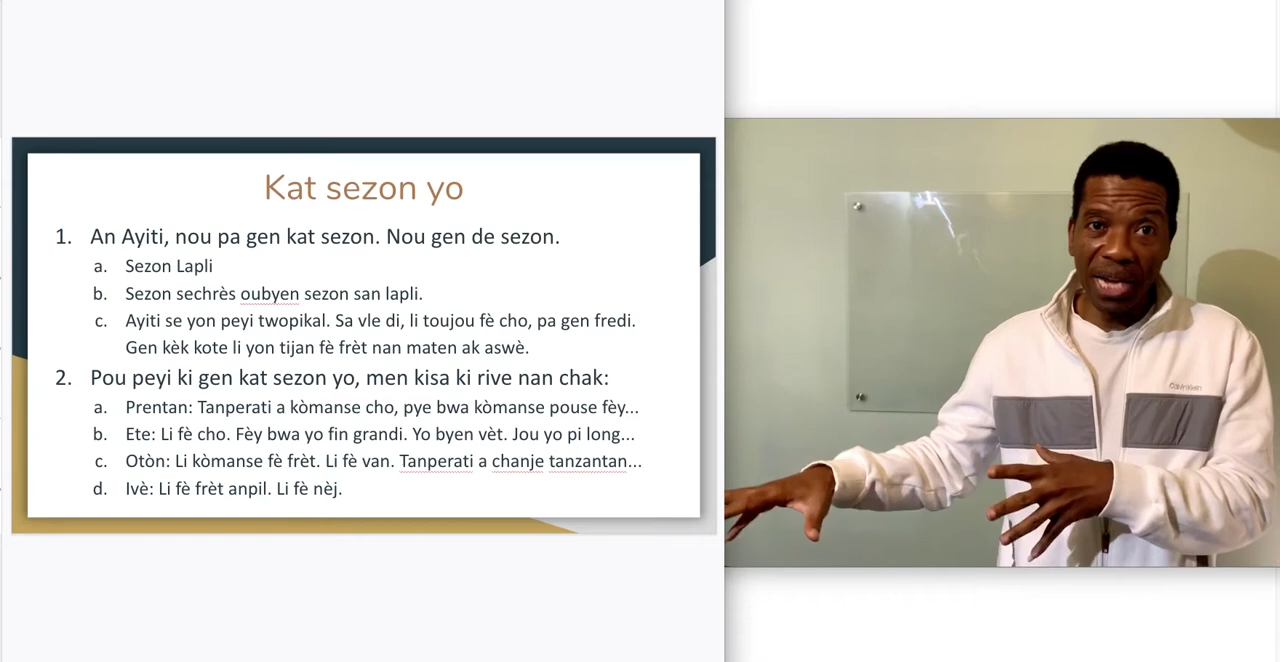 Kat sezon yo
1. An Ayiti, nou pa gen kat sezon. Nou gen de sezon.
a. Sezon Lapli
b. Sezon sechrès oubyen sezon san lapli.
c. Ayiti se yon peyi twopikal. Sa vle di, li toujou fè cho, pa gen fredi.
Gen kèk kote li yon tijan fè frèt nan maten ak aswè.
2. Pou peyi ki gen kat sezon yo, men kisa ki rive nan chak:
a. Prentan: Tanperati a kòmanse cho, pye bwa kòmanse pouse fèy...
b. Ete: Li fè cho. Fèy bwa yo fin grandi. Yo byen vèt. Jou yo pi long...
c. Otòn: Li kòmanse fè frèt. Li fè van. Tanperati a chanje tanzantan...
d. Ivè: Li fè frèt anpil. Li fè nèj.
Calvin Klein